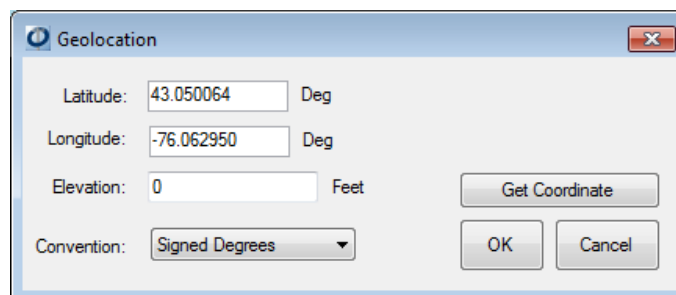 Geolocation
Latitude: 43.050064 Deg
Longitude: -76.062950 Deg
Elevation: 0 Feet Get Coordinate
Convention: Signed Degrees OK Cancel